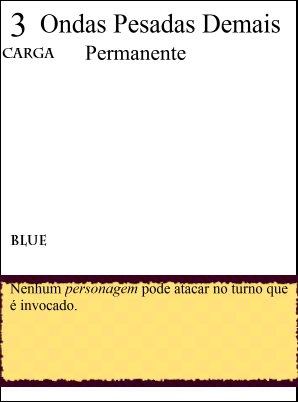 3 Ondas Pesadas Demais
CARGA Permanente
BLUE
Nenhum personagem pode atacar no turno que
é invocado.